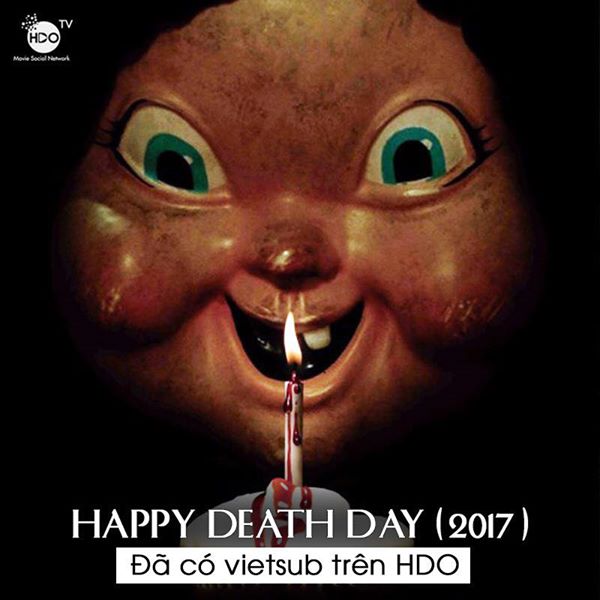 TV
HDO
Movie Social Network
HAPPY DEATH DAY (2017)
Đã có vietsub trên HDO